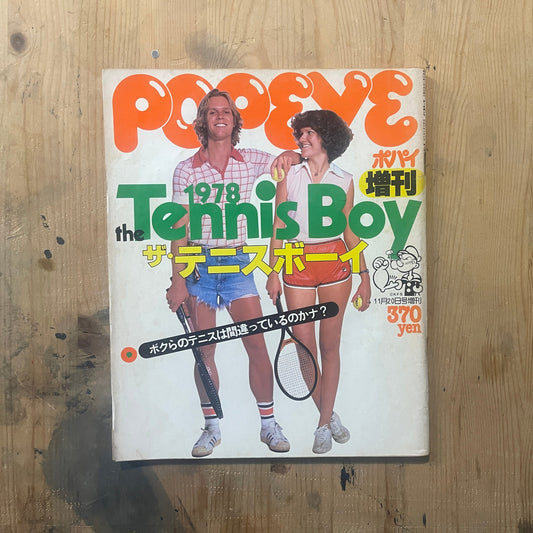 POPEYE
ポパイ
増刊
1978
the Tennis Boy
ザ・テニスボーイ
11月20日号増刊
370
yen
ボクらのテニスは間違っているのかナ？